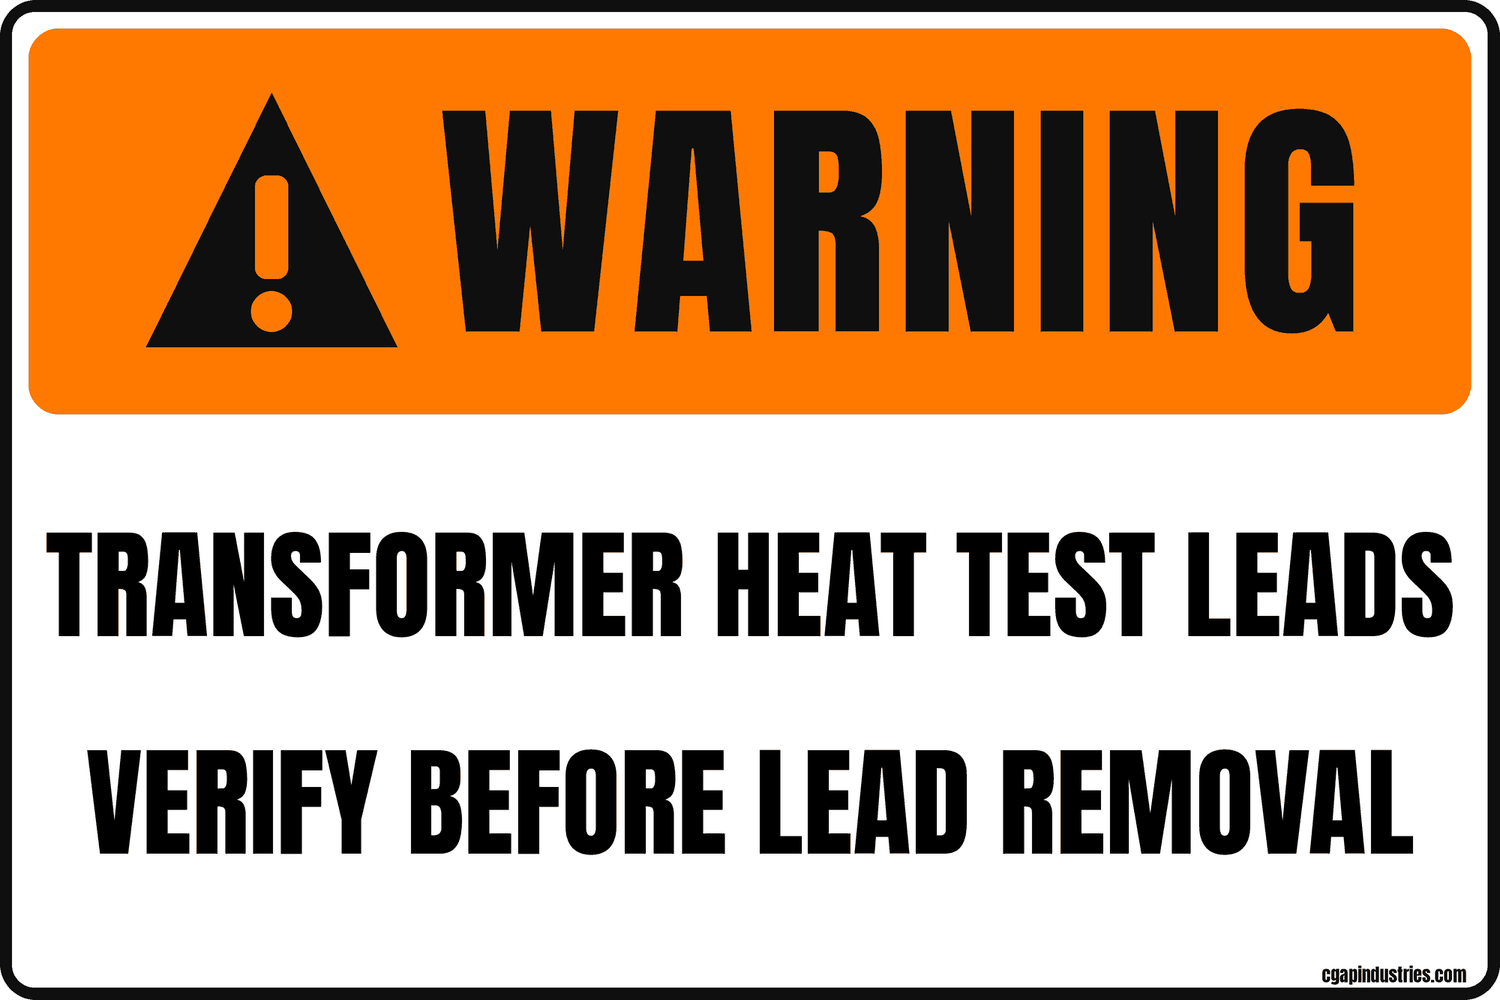 WARNING
TRANSFORMER HEAT TEST LEADS
VERIFY BEFORE LEAD REMOVAL
cgapindustries.com